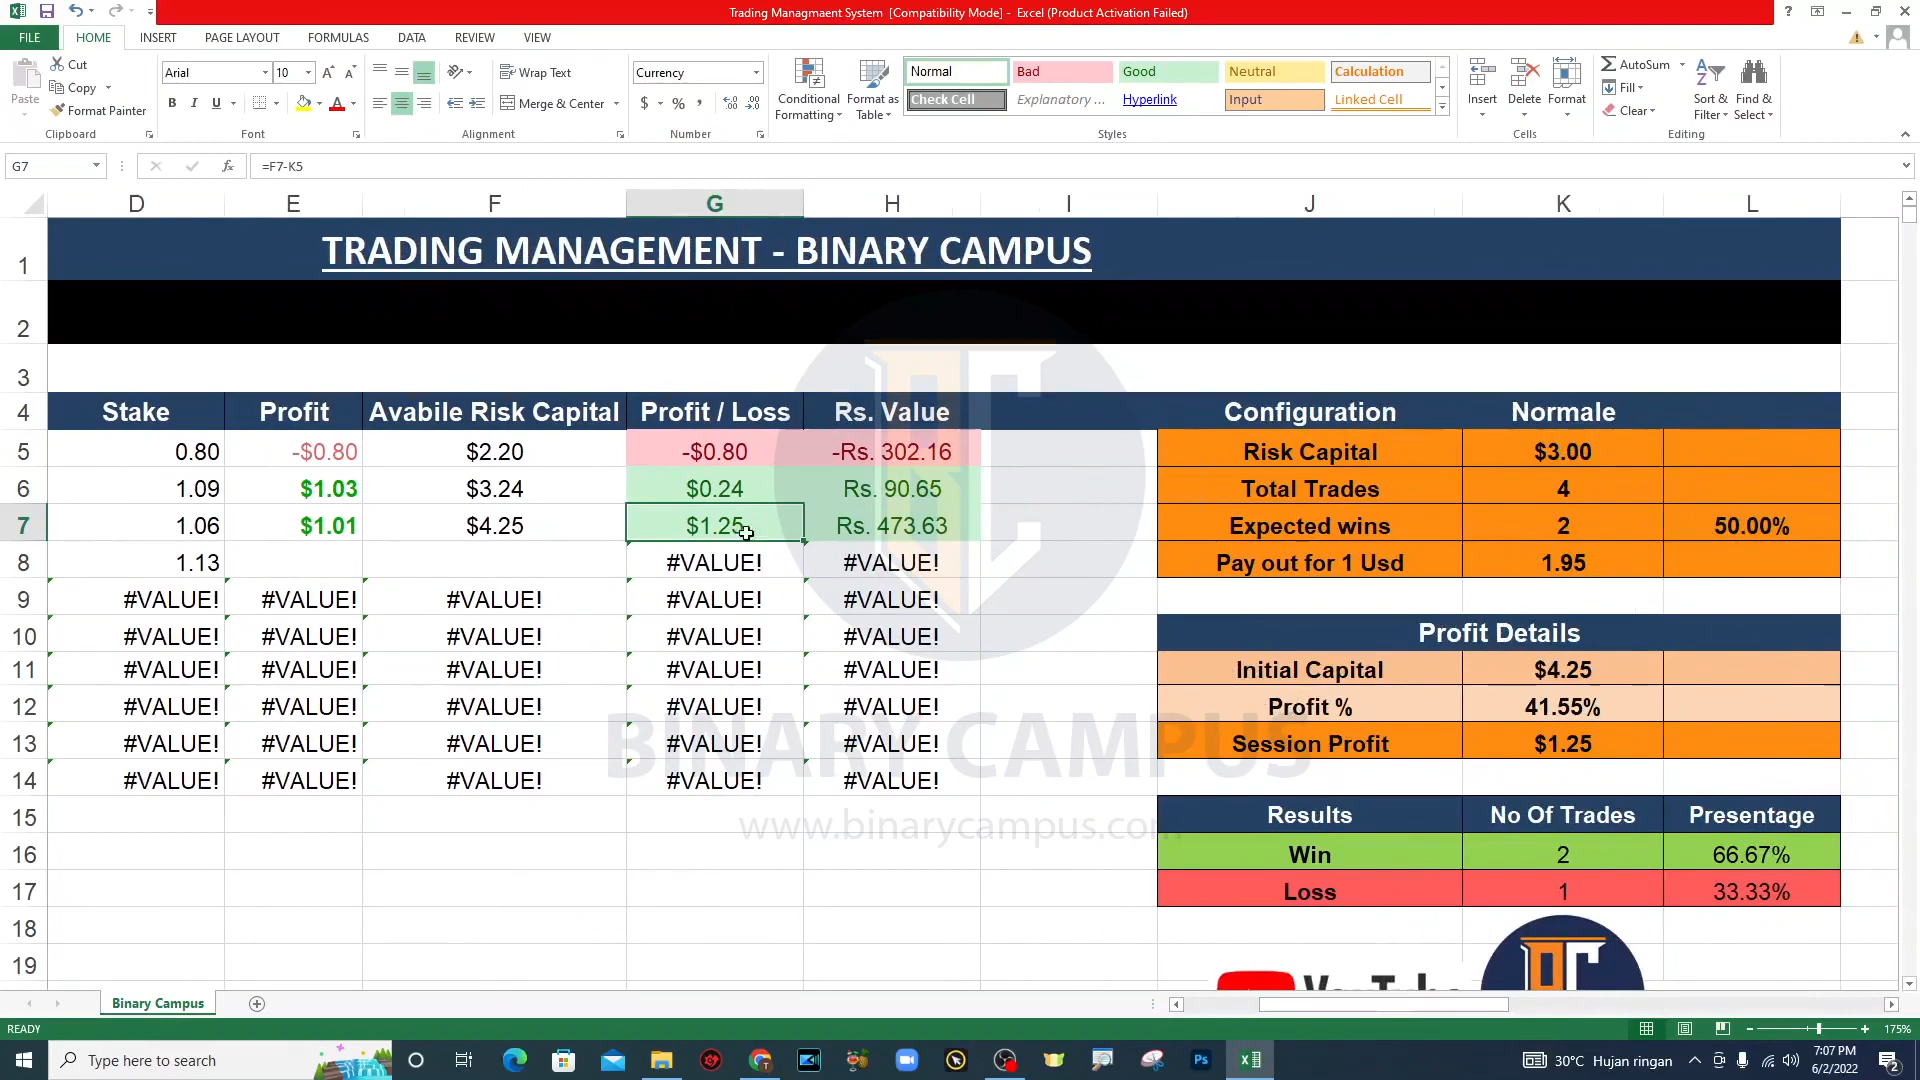 Trading Managmaent System [Compatibility Mode] - Excel (Product Activation Failed)
FILE HOME INSERT PAGE LAYOUT FORMULAS DATA REVIEW VIEW
Cut
Copy
Format Painter
Paste
Clipboard
Arial 10
B I U
Font
Wrap Text
Merge & Center
Alignment
Currency
$ % ,
Number
Conditional Formatting
Format as Table
Normal Bad Good Neutral Calculation
Check Cell Explanatory ... Hyperlink Input Linked Cell
Styles
Insert Delete Format
Cells
AutoSum
Fill
Clear
Sort & Filter
Find & Select
Editing
G7 fx =F7-K5
D E F G H I J K L
1 TRADING MANAGEMENT - BINARY CAMPUS
2
3
4 Stake Profit Avabile Risk Capital Profit / Loss Rs. Value Configuration Normale
5 0.80 -$0.80 $2.20 -$0.80 -Rs. 302.16 Risk Capital $3.00
6 1.09 $1.03 $3.24 $0.24 Rs. 90.65 Total Trades 4
7 1.06 $1.01 $4.25 $1.25 Rs. 473.63 Expected wins 2 50.00%
8 1.13 #VALUE! #VALUE! Pay out for 1 Usd 1.95
9 #VALUE! #VALUE! #VALUE! #VALUE! #VALUE!
10 #VALUE! #VALUE! #VALUE! #VALUE! #VALUE! Profit Details
11 #VALUE! #VALUE! #VALUE! #VALUE! #VALUE! Initial Capital $4.25
12 #VALUE! #VALUE! #VALUE! #VALUE! #VALUE! Profit % 41.55%
13 #VALUE! #VALUE! #VALUE! #VALUE! #VALUE! Session Profit $1.25
14 #VALUE! #VALUE! #VALUE! #VALUE! #VALUE!
BINARY CAMPUS
www.binarycampus.com
15 Results No Of Trades Presentage
16 Win 2 66.67%
17 Loss 1 33.33%
18
19
YouTube
Binary Campus
READY
175%
Type here to search
30°C Hujan ringan
7:07 PM
6/2/2022
2